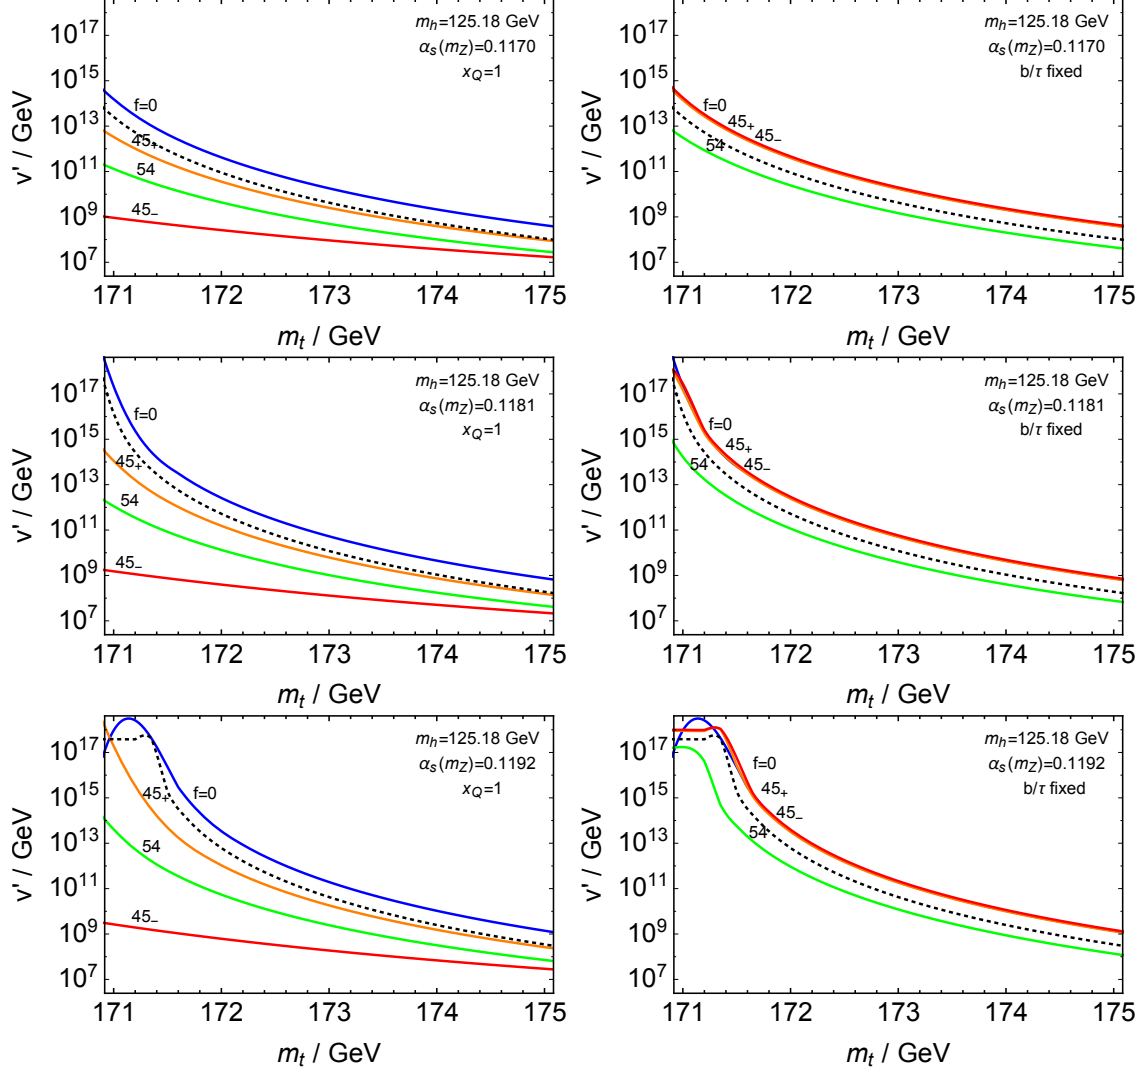 10^17
10^15
10^13
10^11
10^9
10^7
v' / GeV
m_h=125.18 GeV
α_s(m_Z)=0.1170
x_Q=1
f=0
45_+
54
45_-
171 172 173 174 175
m_t / GeV
10^17
10^15
10^13
10^11
10^9
10^7
v' / GeV
m_h=125.18 GeV
α_s(m_Z)=0.1170
b/τ fixed
f=0
45_+
45_-
54
171 172 173 174 175
m_t / GeV
10^17
10^15
10^13
10^11
10^9
10^7
v' / GeV
m_h=125.18 GeV
α_s(m_Z)=0.1181
x_Q=1
f=0
45_+
54
45_-
171 172 173 174 175
m_t / GeV
10^17
10^15
10^13
10^11
10^9
10^7
v' / GeV
m_h=125.18 GeV
α_s(m_Z)=0.1181
b/τ fixed
f=0
45_+
45_-
54
171 172 173 174 175
m_t / GeV
10^17
10^15
10^13
10^11
10^9
10^7
v' / GeV
m_h=125.18 GeV
α_s(m_Z)=0.1192
x_Q=1
f=0
45_+
54
45_-
171 172 173 174 175
m_t / GeV
10^17
10^15
10^13
10^11
10^9
10^7
v' / GeV
m_h=125.18 GeV
α_s(m_Z)=0.1192
b/τ fixed
f=0
45_+
45_-
54
171 172 173 174 175
m_t / GeV